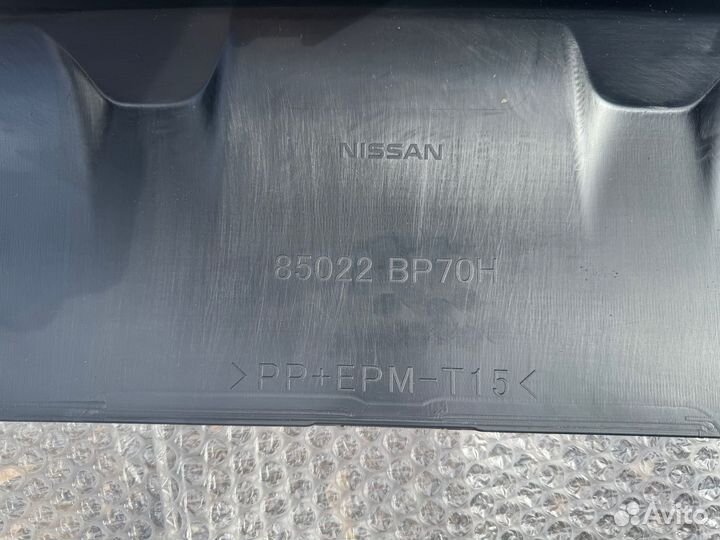 NISSAN
85022 BP70H
>PP+EPM-T15<
Avito